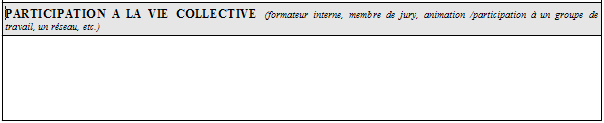 PARTICIPATION A LA VIE COLLECTIVE (formateur interne, membre de jury, animation /participation à un groupe de
travail, un réseau, etc.)